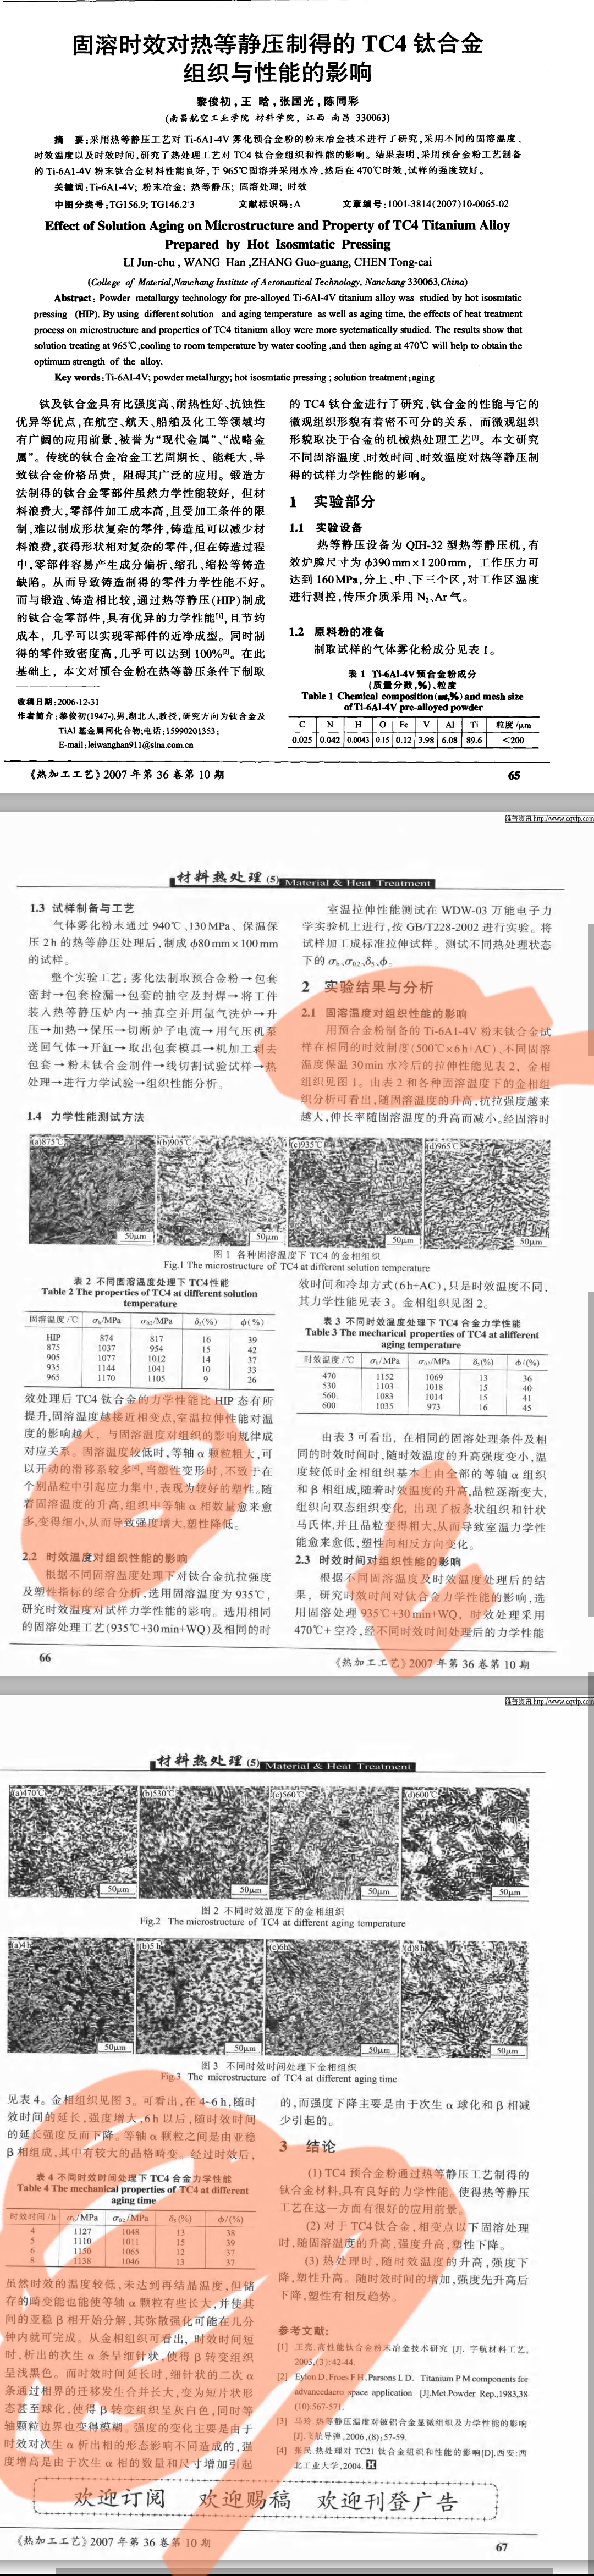 固溶时效对热等静压制得的 TC4 钛合金
组织与性能的影响
黎俊初,王 晗,张国光,陈同彩
(南昌航空工业学院 材料学院,江西 南昌 330063)
摘 要:采用热等静压工艺对 Ti-6Al-4V 雾化预合金粉的粉末冶金技术进行了研究,采用不同的固溶温度、
时效温度以及时效时间,研究了热处理工艺对 TC4 钛合金组织和性能的影响。结果表明,采用预合金粉工艺制备
的 Ti-6Al-4V 粉末钛合金材料性能良好,于 965℃固溶并采用水冷,然后在 470℃时效,试样的强度较好。
关键词:Ti-6Al-4V; 粉末冶金; 热等静压; 固溶处理; 时效
中图分类号:TG156.9; TG146.2+3 文献标识码:A 文章编号:1001-3814(2007)10-0065-02
Effect of Solution Aging on Microstructure and Property of TC4 Titanium Alloy
Prepared by Hot Isosmtatic Pressing
LI Jun-chu , WANG Han ,ZHANG Guo-guang, CHEN Tong-cai
(College of Material,Nanchang Institute of Aeronautical Technology, Nanchang 330063,China)
Abstract: Powder metallurgy technology for pre-alloyed Ti-6Al-4V titanium alloy was studied by hot isosmtatic
pressing (HIP). By using different solution and aging temperature as well as aging time, the effects of heat treatment
process on microstructure and properties of TC4 titanium alloy were more syetematically studied. The results show that
solution treating at 965℃,cooling to room temperature by water cooling ,and then aging at 470℃ will help to obtain the
optimum strength of the alloy.
Key words:Ti-6Al-4V; powder metallurgy; hot isosmtatic pressing ; solution treatment; aging
钛及钛合金具有比强度高、耐热性好、抗蚀性
优异等优点,在航空、航天、船舶及化工等领域均
有广阔的应用前景,被誉为“现代金属”、“战略金
属”。传统的钛合金冶金工艺周期长、能耗大,导
致钛合金价格昂贵,阻碍其广泛的应用。锻造方
法制得的钛合金零部件虽然力学性能较好,但材
料浪费大,零部件加工成本高,且受加工条件的限
制,难以制成形状复杂的零件,铸造虽可以减少材
料浪费,获得形状相对复杂的零件,但在铸造过程
中,零部件容易产生成分偏析、缩孔、缩松等铸造
缺陷。从而导致铸造制得的零件力学性能不好。
而与锻造、铸造相比较,通过热等静压(HIP)制成
的钛合金零部件,具有优异的力学性能[1],且节约
成本,几乎可以实现零部件的近净成型。同时制
得的零件致密度高,几乎可以达到 100%[2]。在此
基础上,本文对预合金粉在热等静压条件下制取
收稿日期:2006-12-31
作者简介:黎俊初(1947-),男,湖北人,教授,研究方向为钛合金及
TiAl 基金属间化合物;电话:15990201353;
E-mail:leiwanghan911@sina.com.cn
的 TC4 钛合金进行了研究,钛合金的性能与它的
微观组织形貌有着密不可分的关系,而微观组织
形貌取决于合金的机械热处理工艺[3]。本文研究
不同固溶温度、时效时间、时效温度对热等静压制
得的试样力学性能的影响。
1 实验部分
1.1 实验设备
热等静压设备为 QIH-32 型热等静压机,有
效炉膛尺寸为 ϕ390 mm×1 200 mm, 工作压力可
达到 160 MPa,分上、中、下三个区,对工作区温度
进行测控,传压介质采用 N2、Ar 气。
1.2 原料粉的准备
制取试样的气体雾化粉成分见表 1。
表 1 Ti-6Al-4V预合金粉成分
(质量分数,%)、粒度
Table 1 Chemical composition(wt,%) and mesh size
of Ti-6Al-4V pre-alloyed powder
C N H O Fe V Al Ti 粒度/μm
0.025 0.042 0.0043 0.15 0.12 3.98 6.08 89.6 <200
《热加工工艺》2007 年第 36 卷第 10 期 65
维普资讯 http://www.cqvip.com
材料热处理(5) Material & Heat Treatment
1.3 试样制备与工艺
气体雾化粉末通过 940℃、130 MPa、保温保
压 2 h 的热等静压处理后,制成 ϕ80 mm×100 mm
的试样。
整个实验工艺:雾化法制取预合金粉→包套
密封→包套检漏→包套的抽空及封焊→将工件
装入热等静压炉内→抽真空并用氩气洗炉→升
压→加热→保压→切断炉子电流→用气压机泵
送回气体→开缸→取出包套模具→机加工剥去
包套→粉末钛合金制件→线切割试验试样→热
处理→进行力学试验→组织性能分析。
1.4 力学性能测试方法
室温拉伸性能测试在 WDW-03 万能电子力
学实验机上进行,按 GB/T228-2002 进行实验。将
试样加工成标准拉伸试样。测试不同热处理状态
下的 σb、σ0.2、δ5、ϕ。
2 实验结果与分析
2.1 固溶温度对组织性能的影响
用预合金粉制备的 Ti-6Al-4V 粉末钛合金试
样在相同的时效制度(500℃×6 h+AC)、不同固溶
温度保温 30 min 水冷后的拉伸性能见表 2, 金相
组织见图 1。由表 2 和各种固溶温度下的金相组
织分析可看出,随固溶温度的升高,抗拉强度越来
越大,伸长率随固溶温度的升高而减小。经固溶时
(a)875℃ (b)905℃ (c)935℃ (d)965℃
50μm 50μm 50μm 50μm
图 1 各种固溶温度下 TC4 的金相组织
Fig.1 The microstructure of TC4 at different solution temperature
表 2 不同固溶温度处理下 TC4性能
Table 2 The properties of TC4 at different solution
temperature
固溶温度/℃ σb/MPa σ0.2/MPa δ5(%) ϕ(%)
HIP 874 817 16 39
875 1037 954 15 42
905 1077 1012 14 37
935 1144 1041 10 33
965 1170 1105 9 26
效处理后 TC4 钛合金的力学性能比 HIP 态有所
提升,固溶温度越接近相变点,室温拉伸性能对温
度的影响越大, 与固溶温度对组织的影响规律成
对应关系。固溶温度较低时,等轴 α 颗粒粗大,可
以开动的滑移系较多[4],当塑性变形时,不致于在
个别晶粒中引起应力集中,表现为较好的塑性。随
着固溶温度的升高,组织中等轴 α 相数量愈来愈
多,变得细小,从而导致强度增大,塑性降低。
2.2 时效温度对组织性能的影响
根据不同固溶温度处理下对钛合金抗拉强度
及塑性指标的综合分析,选用固溶温度为 935℃,
研究时效温度对试样力学性能的影响。选用相同
的固溶处理工艺(935℃+30 min+WQ)及相同的时
效时间和冷却方式(6 h+AC),只是时效温度不同,
其力学性能见表 3。金相组织见图 2。
表 3 不同时效温度处理下 TC4 合金力学性能
Table 3 The mecharical properties of TC4 at alifferent
aging temperature
时效温度/℃ σb/MPa σ0.2/MPa δ5(%) ϕ/(%)
470 1152 1069 13 36
530 1103 1018 15 40
560 1083 1014 15 41
600 1035 973 16 45
由表 3 可看出, 在相同的固溶处理条件及相
同的时效时间时,随时效温度的升高强度变小,温
度较低时金相组织基本上由全部的等轴 α 组织
和 β 相组成,随着时效温度的升高,晶粒逐渐变大,
组织向双态组织变化, 出现了板条状组织和针状
马氏体,并且晶粒变得粗大,从而导致室温力学性
能愈来愈低,塑性向相反方向变化。
2.3 时效时间对组织性能的影响
根据不同固溶温度及时效温度处理后的结
果, 研究时效时间对钛合金力学性能的影响,选
用固溶处理 935℃+30 min+WQ, 时效处理采用
470℃+ 空冷,经不同时效时间处理后的力学性能
66 《热加工工艺》2007 年第 36 卷第 10 期
维普资讯 http://www.cqvip.com
材料热处理(5) Material & Heat Treatment
(a)470℃ (b)530℃ (c)560℃ (d)600℃
50μm 50μm 50μm 50μm
图 2 不同时效温度下的金相组织
Fig.2 The microstructure of TC4 at different aging temperature
(a)4h (b)5 h (c)6h (d)8 h
50μm 50μm 50μm 50μm
图 3 不同时效时间处理下金相组织
Fig.3 The microstructure of TC4 at different aging time
见表 4。金相组织见图 3。可看出,在 4~6 h,随时
效时间的延长,强度增大,6 h 以后,随时效时间
的延长强度反而下降。等轴 α 颗粒之间是由亚稳
β 相组成,其中有较大的晶格畸变。经过时效后,
表 4 不同时效时间处理下 TC4 合金力学性能
Table 4 The mechanical properties of TC4 at different
aging time
时效时间/h σb/MPa σ0.2/MPa δ5(%) ϕ/(%)
4 1127 1048 13 38
5 1110 1011 15 39
6 1150 1065 12 37
8 1138 1046 13 37
虽然时效的温度较低,未达到再结晶温度,但储
存的畸变能也能使等轴 α 颗粒有些长大,并使其
间的亚稳 β 相开始分解,其弥散强化可能在几分
钟内就可完成。从金相组织可看出, 时效时间短
时,析出的次生 α 条呈细针状,使得 β 转变组织
呈浅黑色。而时效时间延长时,细针状的二次 α
条通过相界的迁移发生合并长大,变为短片状形
态甚至球化,使得 β 转变组织呈灰白色,同时等
轴颗粒边界也变得模糊。强度的变化主要是由于
时效对次生 α 析出相的形态影响不同造成的,强
度增高是由于次生 α 相的数量和尺寸增加引起
的,而强度下降主要是由于次生 α 球化和 β 相减
少引起的。
3 结论
(1) TC4 预合金粉通过热等静压工艺制得的
钛合金材料,具有良好的力学性能。使得热等静压
工艺在这一方面有很好的应用前景。
(2) 对于 TC4 钛合金,相变点以下固溶处理
时,随固溶温度的升高,强度升高,塑性下降。
(3) 热处理时,随时效温度的升高,强度下
降,塑性升高。随时效时间的增加,强度先升高后
下降,塑性有相反趋势。
参考文献:
[1] 王亮.高性能钛合金粉末冶金技术研究 [J]. 宇航材料工艺,
2003,(3):42-44.
[2] Eylon D,Froes F H,Parsons L D. Titanium P M components for
advancedaero space application [J].Met.Powder Rep.,1983,38
(10):567-571.
[3] 马玲.热等静压温度对铍铝合金显微组织及力学性能的影响
[J].飞航导弹,2006,(8):57-59.
[4] 张民.热处理对 TC21 钛合金组织和性能的影响[D].西安:西
北工业大学,2004.
欢迎订阅 欢迎赐稿 欢迎刊登广告
《热加工工艺》2007 年第 36 卷第 10 期 67